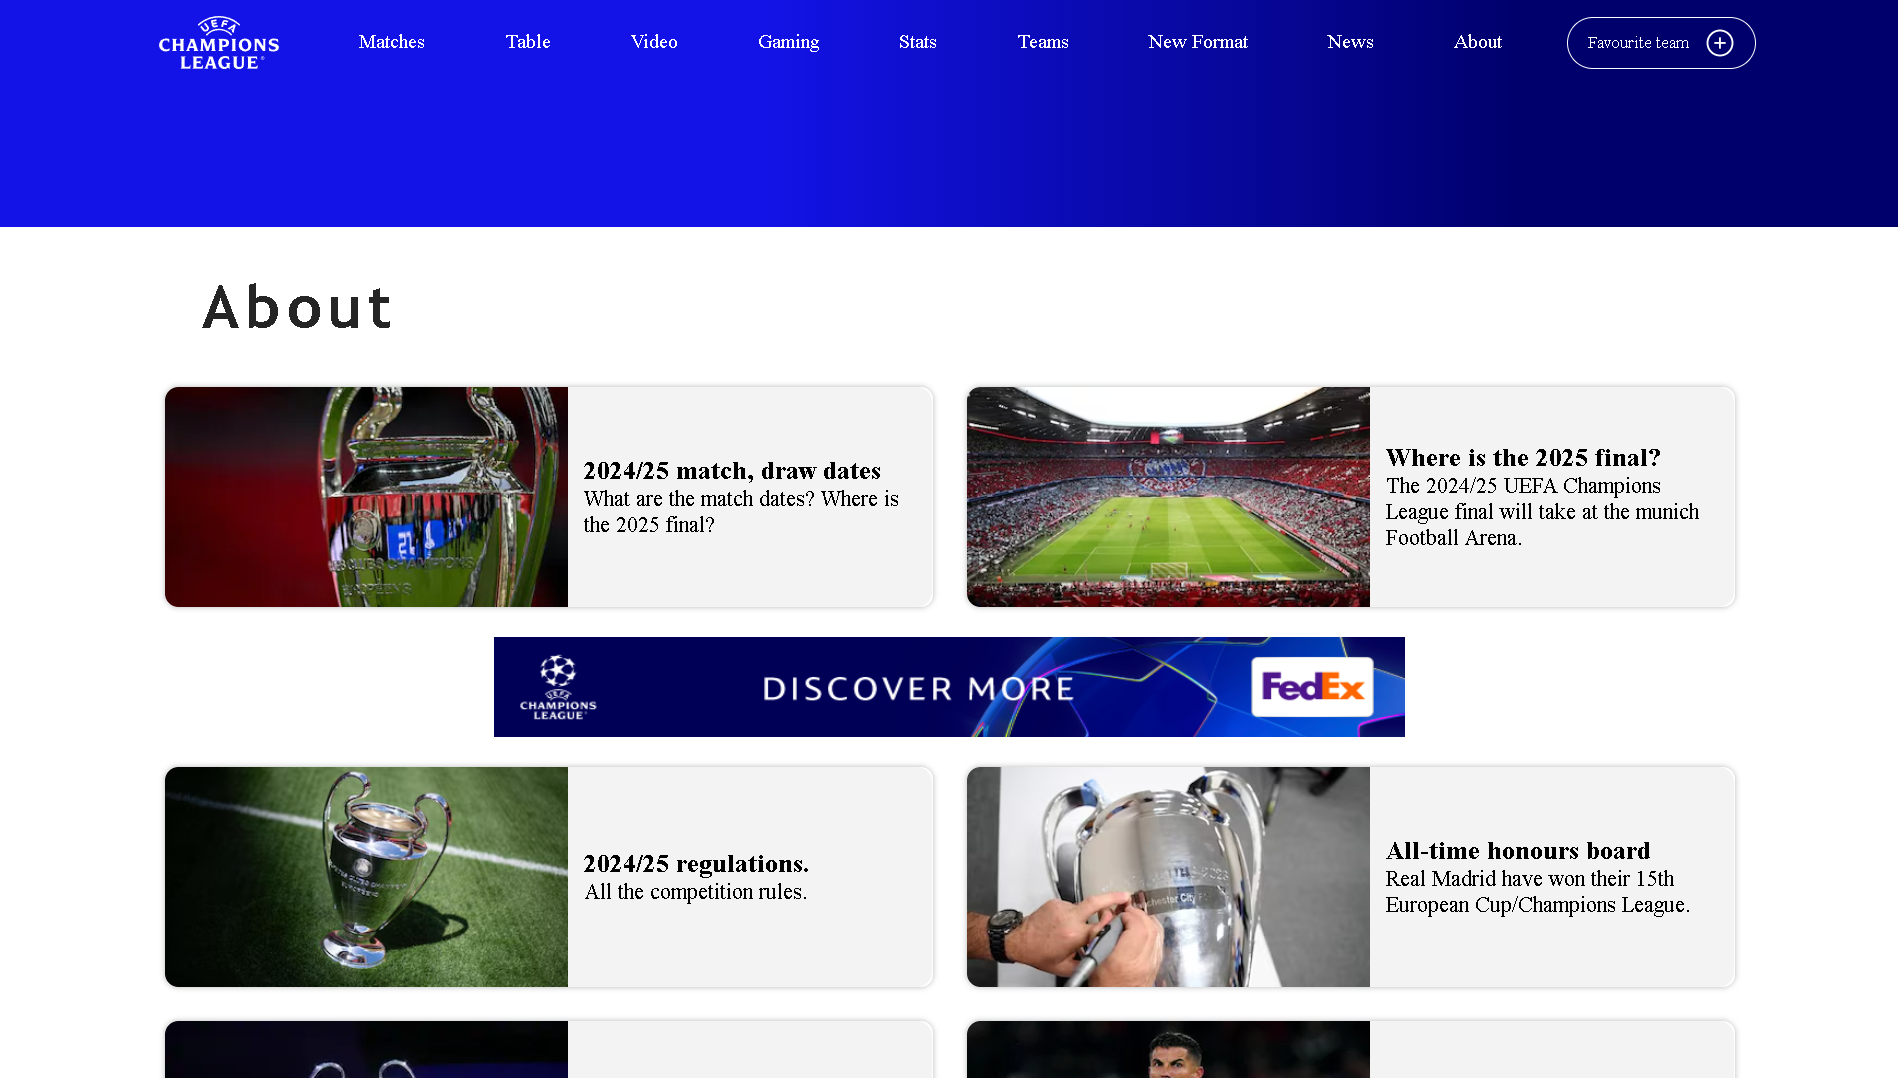 UEFA
CHAMPIONS
LEAGUE
Matches
Table
Video
Gaming
Stats
Teams
New Format
News
About
Favourite team
About
2024/25 match, draw dates
What are the match dates? Where is
the 2025 final?
Where is the 2025 final?
The 2024/25 UEFA Champions
League final will take at the munich
Football Arena.
UEFA
CHAMPIONS
LEAGUE
DISCOVER MORE
FedEx
2024/25 regulations.
All the competition rules.
All-time honours board
Real Madrid have won their 15th
European Cup/Champions League.